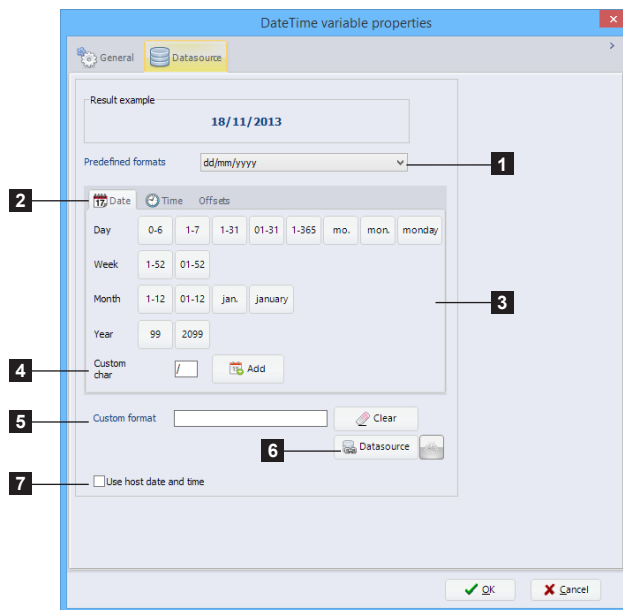 DateTime variable properties
General Datasource
Result example
18/11/2013
Predefined formats dd/mm/yyyy 1
2 17 Date Time Offsets
Day 0-6 1-7 1-31 01-31 1-365 mo. mon. monday
Week 1-52 01-52
Month 1-12 01-12 jan. january 3
Year 99 2099
4 Custom char / Add
5 Custom format Clear
6 Datasource
7 Use host date and time
OK Cancel